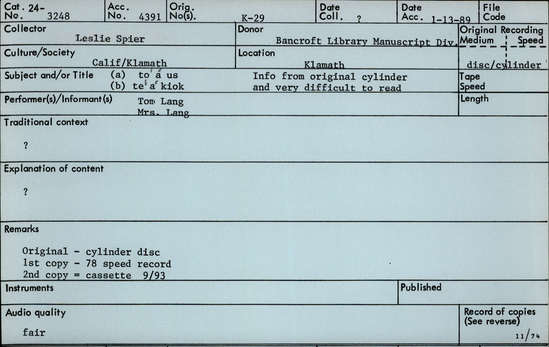 Cat. 24- No. 3248 Acc. No. 4391 Orig. No(s). K-29 Date Coll. ? Date Acc. 1-13-89 File Code
Collector Leslie Spier Donor Bancroft Library Manuscript Div. Original Recording Medium Speed
Culture/Society Calif/Klamath Location Klamath disc/cylinder
Subject and/or Title (a) to' a us Info from original cylinder Tape Speed
(b) te' a' kiok and very difficult to read
Performer(s)/Informant(s) Tom Lang Length
Mrs. Lang
Traditional context
?
Explanation of content
?
Remarks
Original - cylinder disc
1st copy - 78 speed record
2nd copy = cassette 9/93
Instruments Published
Audio quality Record of copies (See reverse)
fair 11/74